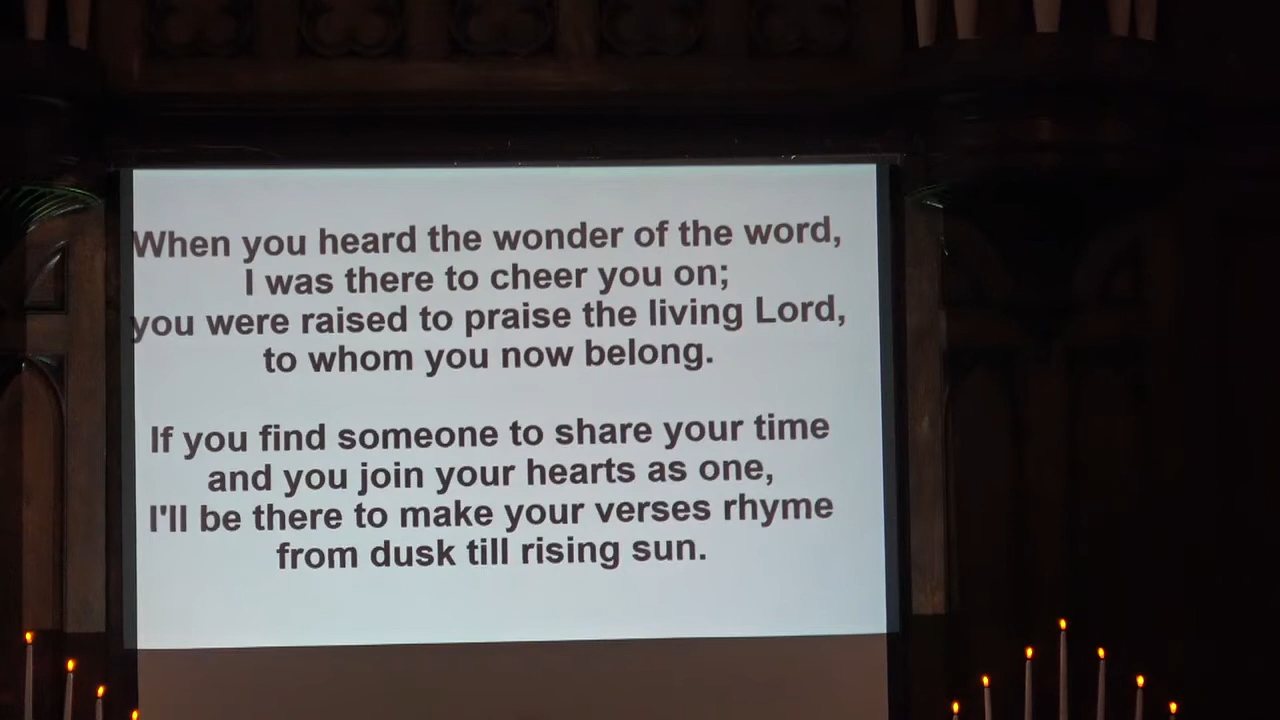 When you heard the wonder of the word,
I was there to cheer you on;
you were raised to praise the living Lord,
to whom you now belong.
If you find someone to share your time
and you join your hearts as one,
I'll be there to make your verses rhyme
from dusk till rising sun.